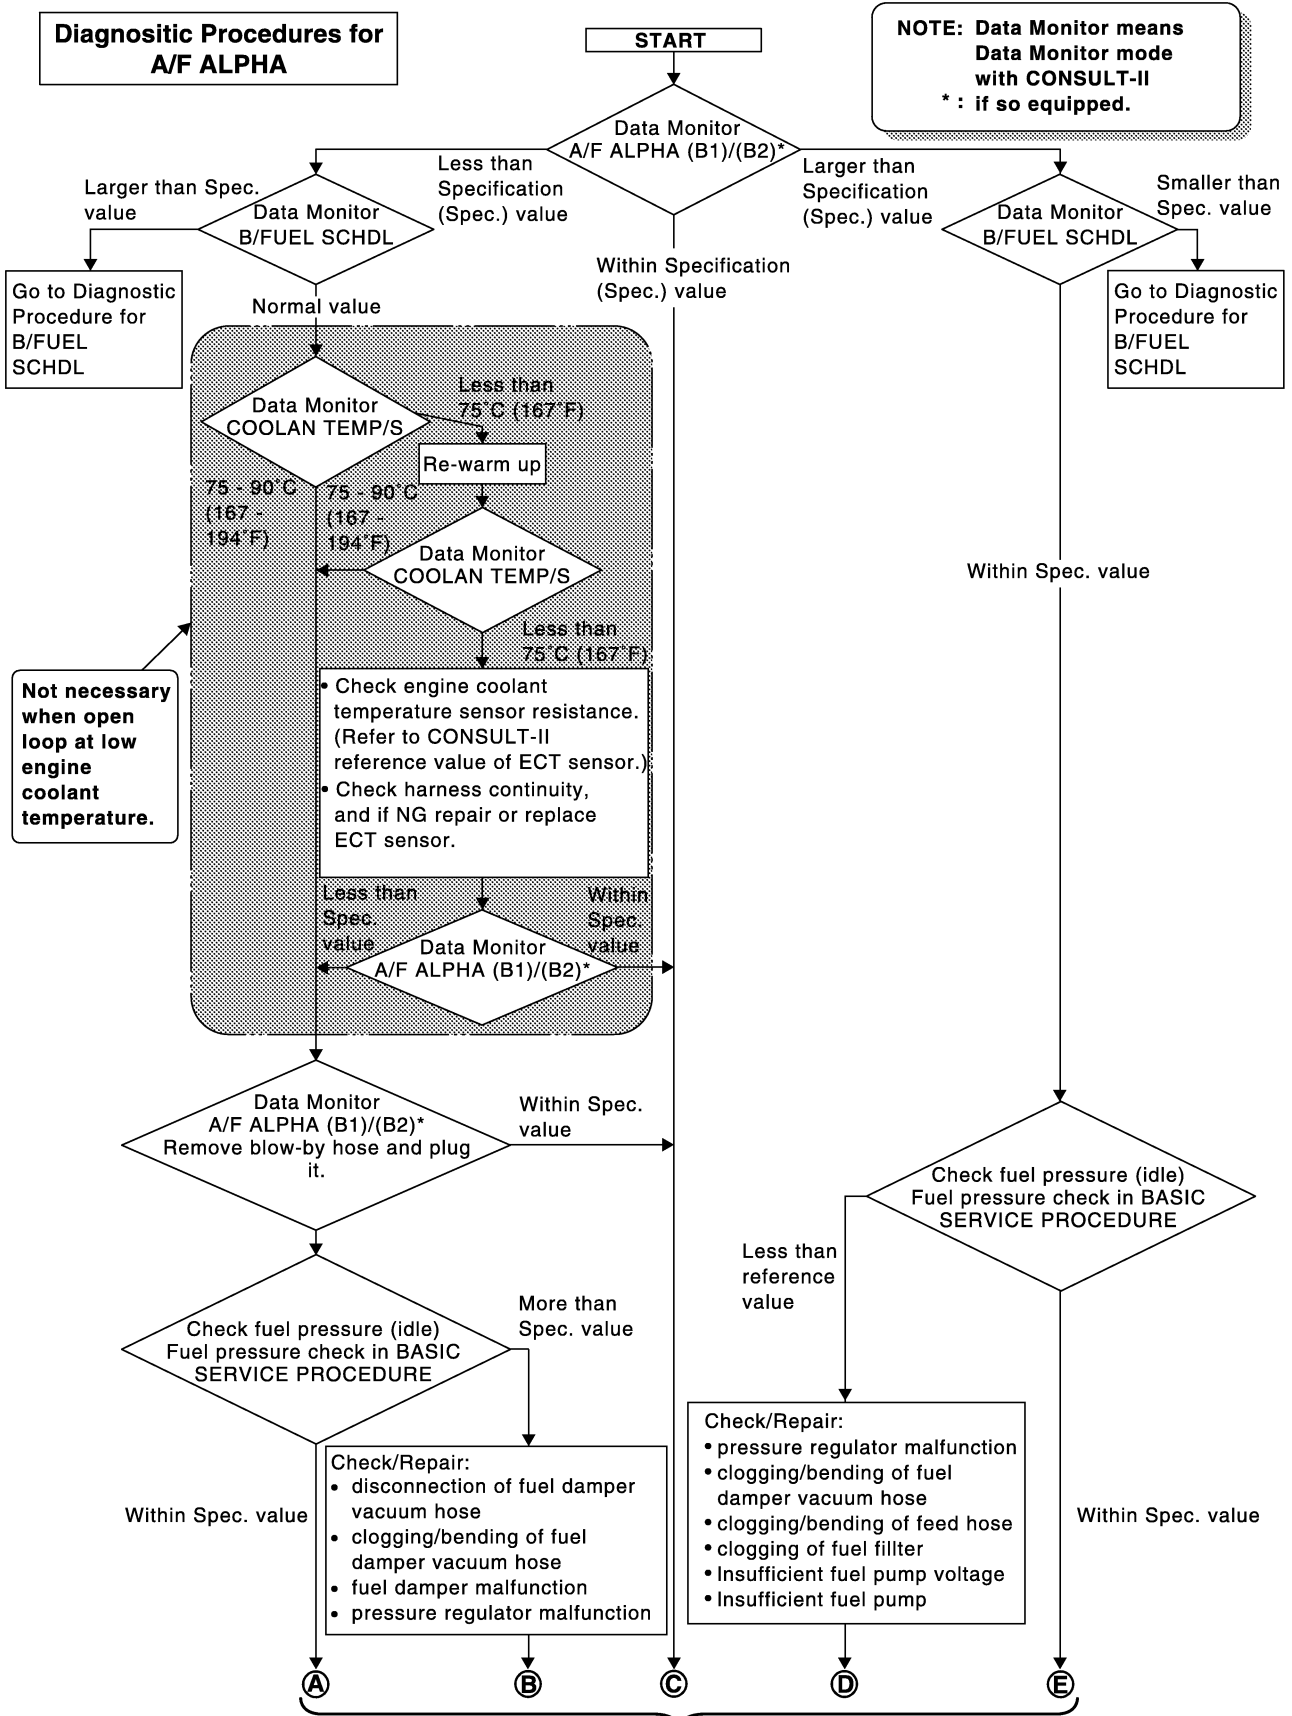 Diagnositic Procedures for
A/F ALPHA
START
NOTE: Data Monitor means
Data Monitor mode
with CONSULT-II
* : if so equipped.
Data Monitor
A/F ALPHA (B1)/(B2)*
Less than
Specification
(Spec.) value
Larger than
Specification
(Spec.) value
Within Specification
(Spec.) value
Larger than Spec.
value
Data Monitor
B/FUEL SCHDL
Data Monitor
B/FUEL SCHDL
Smaller than
Spec. value
Go to Diagnostic
Procedure for
B/FUEL
SCHDL
Normal value
Go to Diagnostic
Procedure for
B/FUEL
SCHDL
Data Monitor
COOLAN TEMP/S
Less than
75˚C (167˚F)
Re-warm up
75 - 90˚C
(167 -
194˚F)
75 - 90˚C
(167 -
194˚F)
Data Monitor
COOLAN TEMP/S
Within Spec. value
Less than
75˚C (167˚F)
Not necessary
when open
loop at low
engine
coolant
temperature.
• Check engine coolant
temperature sensor resistance.
(Refer to CONSULT-II
reference value of ECT sensor.)
• Check harness continuity,
and if NG repair or replace
ECT sensor.
Less than
Spec.
value
Within
Spec.
value
Data Monitor
A/F ALPHA (B1)/(B2)*
Data Monitor
A/F ALPHA (B1)/(B2)*
Remove blow-by hose and plug
it.
Within Spec.
value
Check fuel pressure (idle)
Fuel pressure check in BASIC
SERVICE PROCEDURE
Less than
reference
value
Check fuel pressure (idle)
Fuel pressure check in BASIC
SERVICE PROCEDURE
More than
Spec. value
Within Spec. value
Check/Repair:
• disconnection of fuel damper
vacuum hose
• clogging/bending of fuel
damper vacuum hose
• fuel damper malfunction
• pressure regulator malfunction
Check/Repair:
• pressure regulator malfunction
• clogging/bending of fuel
damper vacuum hose
• clogging/bending of feed hose
• clogging of fuel fillter
• Insufficient fuel pump voltage
• Insufficient fuel pump
Within Spec. value
A B C D E